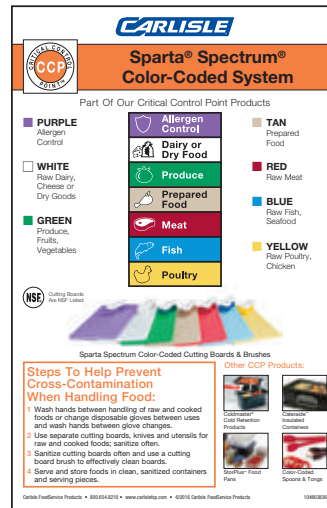 CARLISLE
CRITICAL CONTROL
CCP
POINT
Sparta® Spectrum®
Color-Coded System
Part Of Our Critical Control Point Products
PURPLE
Allergen
Control
WHITE
Raw Dairy,
Cheese or
Dry Goods
GREEN
Produce,
Fruits,
Vegetables
Allergen
Control
Dairy or
Dry Food
Produce
Prepared
Food
Meat
Fish
Poultry
TAN
Prepared
Food
RED
Raw Meat
BLUE
Raw Fish,
Seafood
YELLOW
Raw Poultry,
Chicken
NSF
Cutting Boards
Are NSF Listed
Sparta Spectrum Color-Coded Cutting Boards & Brushes
Steps To Help Prevent
Cross-Contamination
When Handling Food:
1 Wash hands between handling of raw and cooked
foods or change disposable gloves between uses
and wash hands between glove changes.
2 Use separate cutting boards, knives and utensils for
raw and cooked foods; sanitize often.
3 Sanitize cutting boards often and use a cutting
board brush to effectively clean boards.
4 Serve and store foods in clean, sanitized containers
and serving pieces.
Other CCP Products:
Coldmaster®
Cold Retention
Products
Cateraide™
Insulated
Containers
StorPlus™ Food
Pans
Color-Coded
Spoons & Tongs
Carlisle FoodService Products • 800.654.8210 • www.carlislefsp.com • ©2016 Carlisle FoodService Products